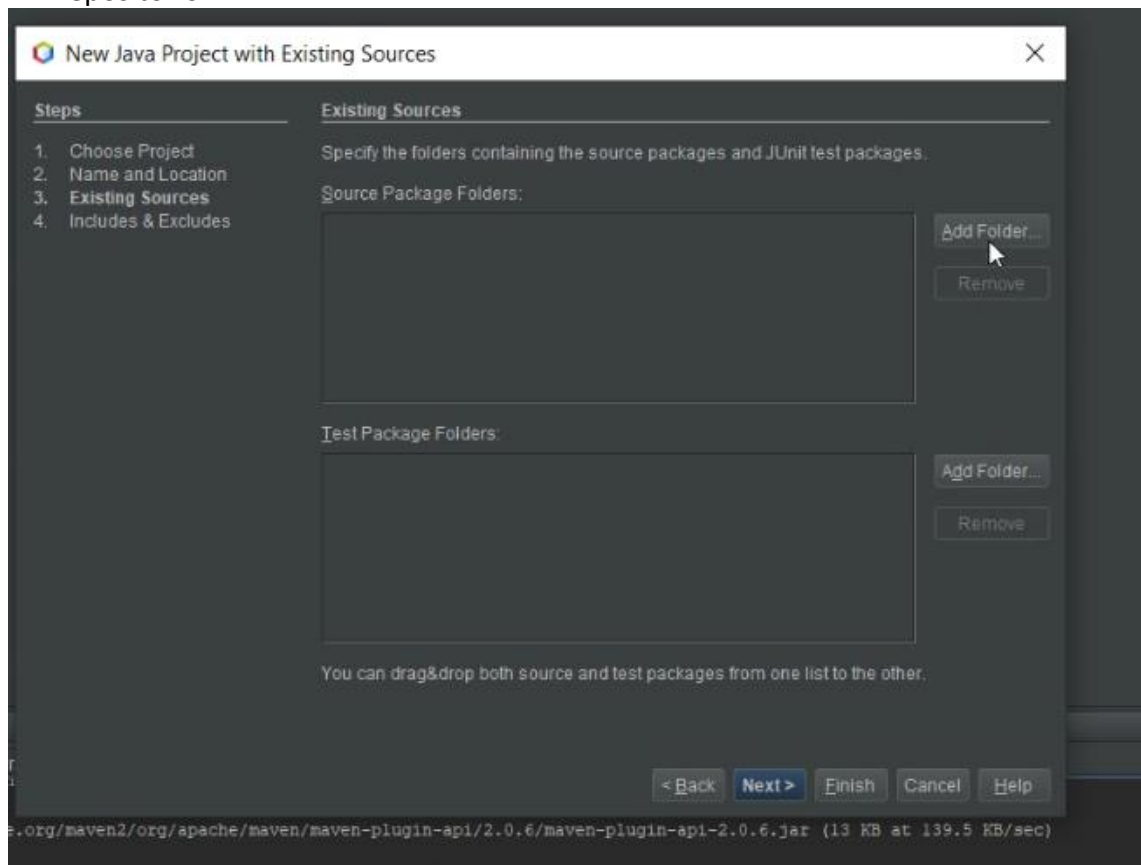 New Java Project with Existing Sources
Steps
1. Choose Project
2. Name and Location
3. Existing Sources
4. Includes & Excludes
Existing Sources
Specify the folders containing the source packages and JUnit test packages.
Source Package Folders:
Add Folder...
Remove
Test Package Folders:
Add Folder...
Remove
You can drag&drop both source and test packages from one list to the other.
< Back Next > Finish Cancel Help
e.org/maven2/org/apache/maven/maven-plugin-api/2.0.6/maven-plugin-api-2.0.6.jar (13 KB at 139.5 KB/sec)